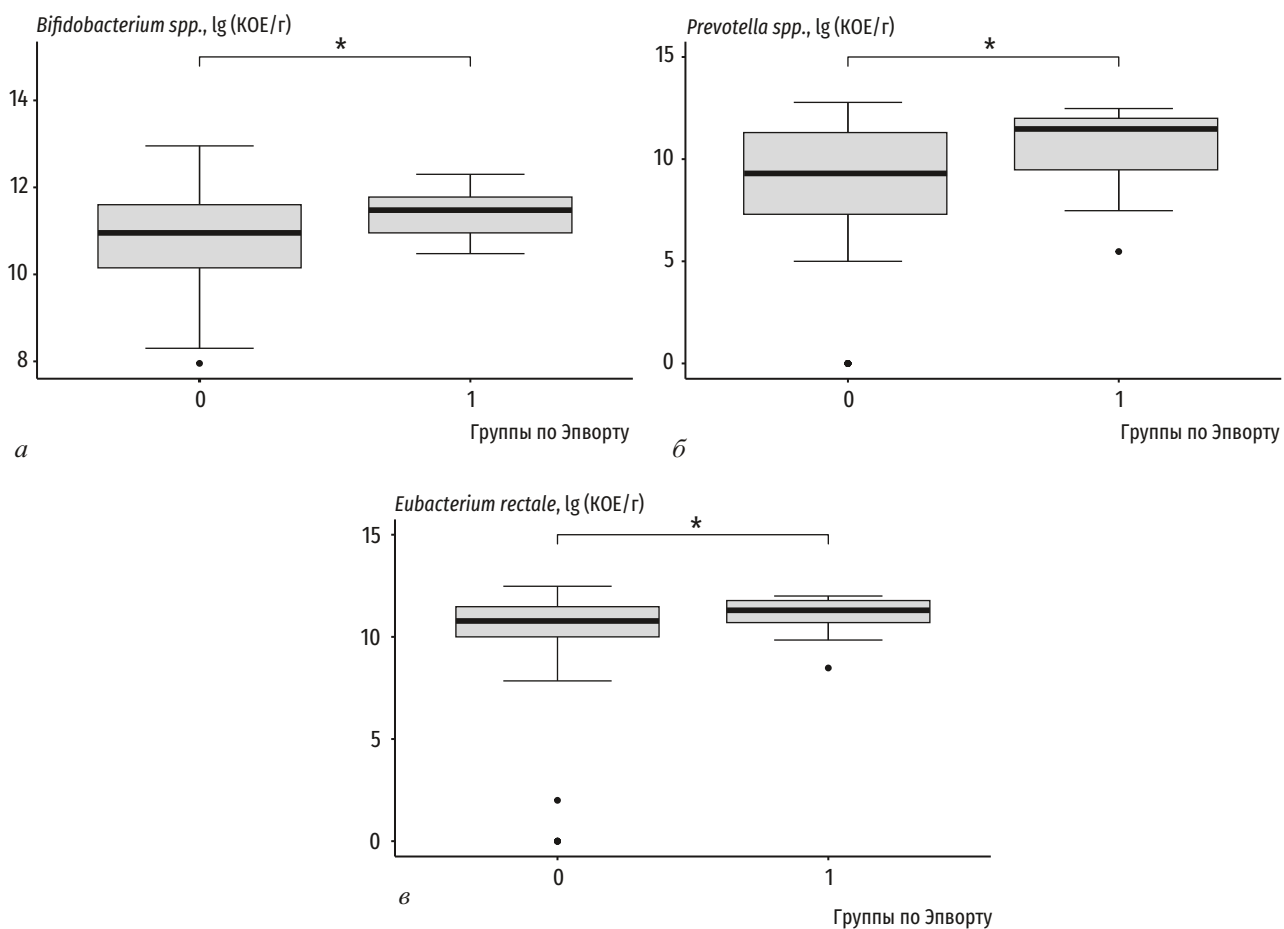 Bifidobacterium spp., lg (КОЕ/г)
*
14
12
10
8
0 1
Группы по Эпворту
а
Prevotella spp., lg (КОЕ/г)
*
15
10
5
0
0 1
Группы по Эпворту
б
Eubacterium rectale, lg (КОЕ/г)
*
15
10
5
0
0 1
Группы по Эпворту
в